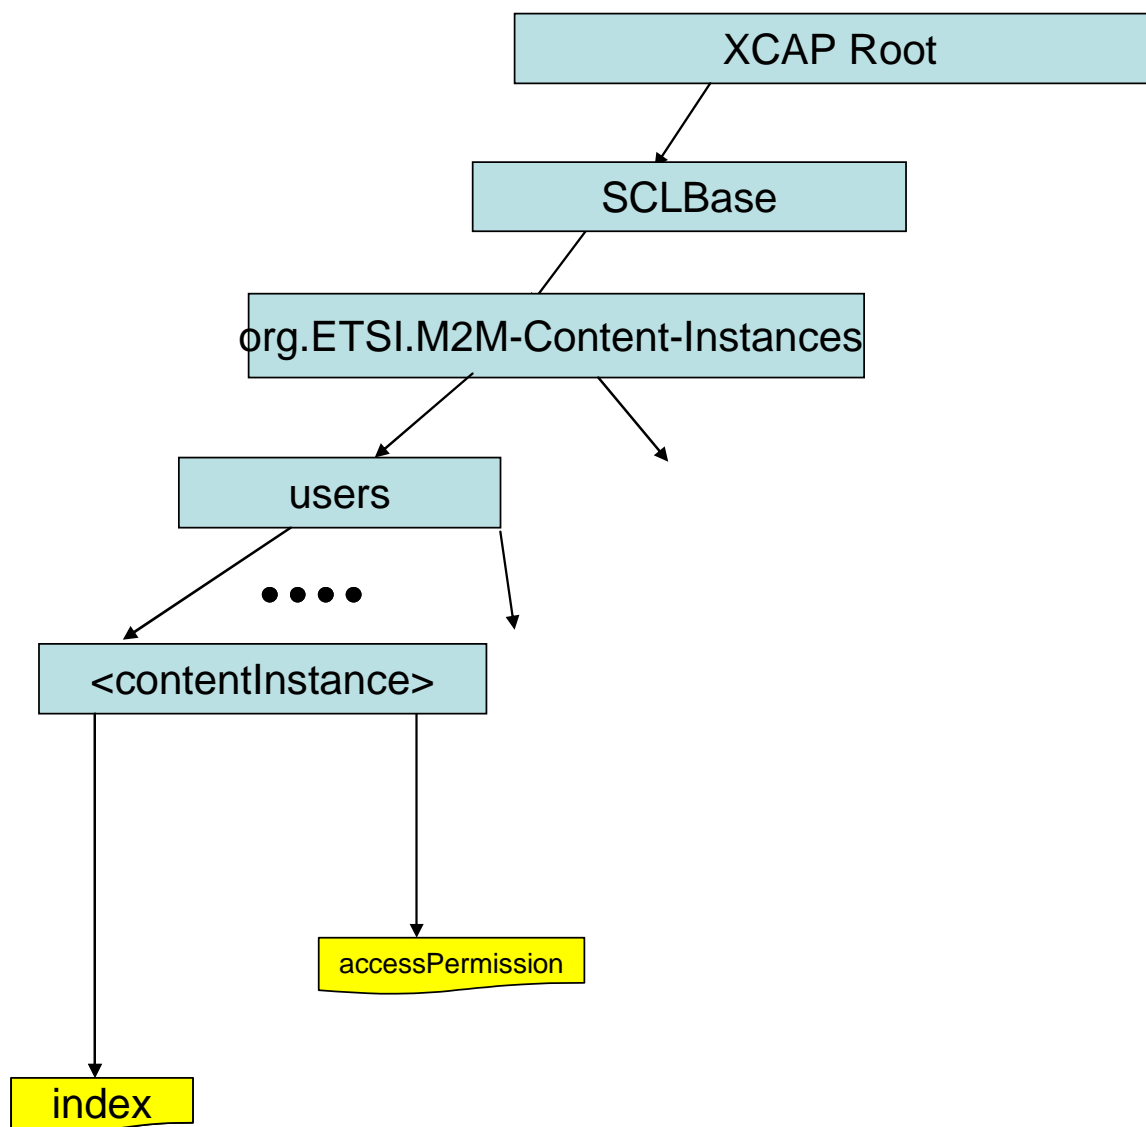 XCAP Root
SCLBase
org.ETSI.M2M-Content-Instances
users
<contentInstance>
accessPermission
index